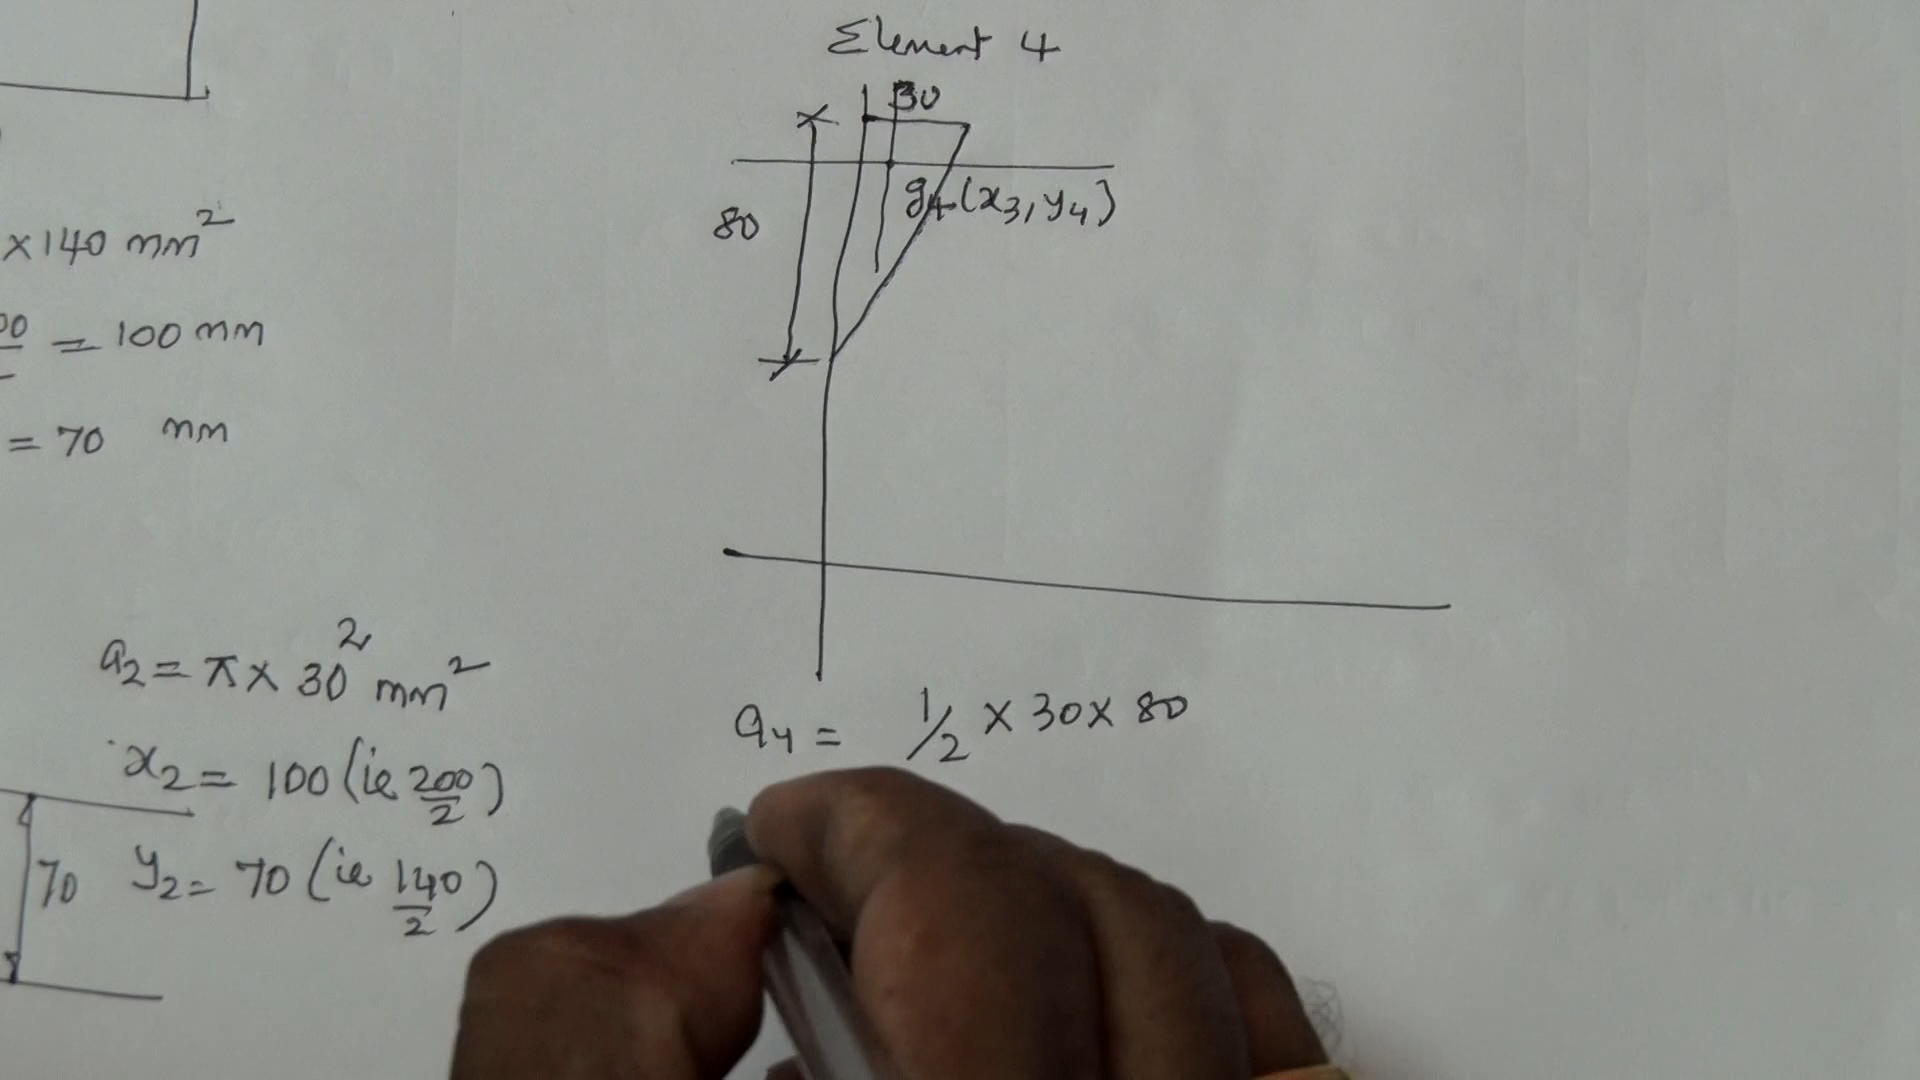 Element 4
30
80
g4(x3, y4)
x140 mm²
= 100 mm
= 70 mm
a2 = π x 30² mm²
x2 = 100 (ie 200/2)
70
y2 = 70 (ie 140/2)
a4 = 1/2 x 30 x 80